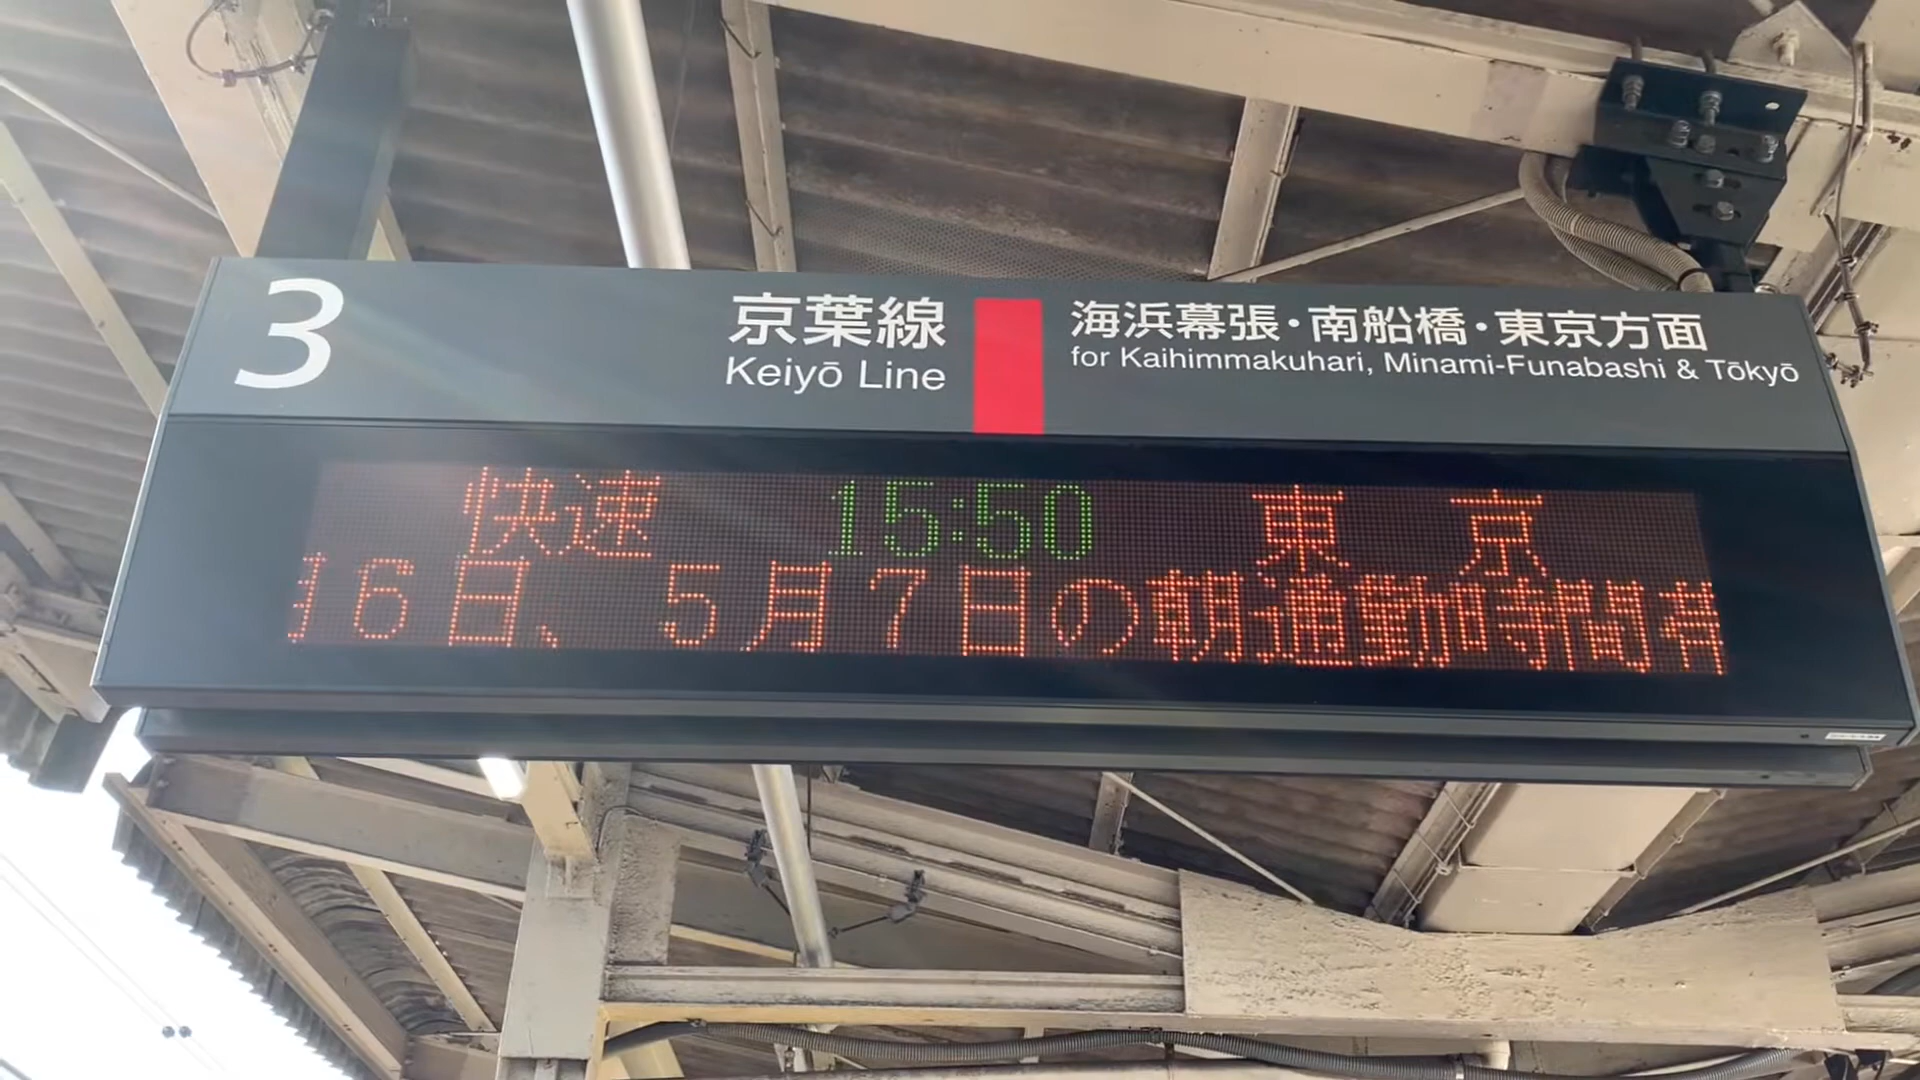 3
京葉線
Keiyō Line
海浜幕張・南船橋・東京方面
for Kaihimmakuhari, Minami-Funabashi & Tōkyō
快速 15:50 東京
月6日、5月7日の朝通勤時間帯